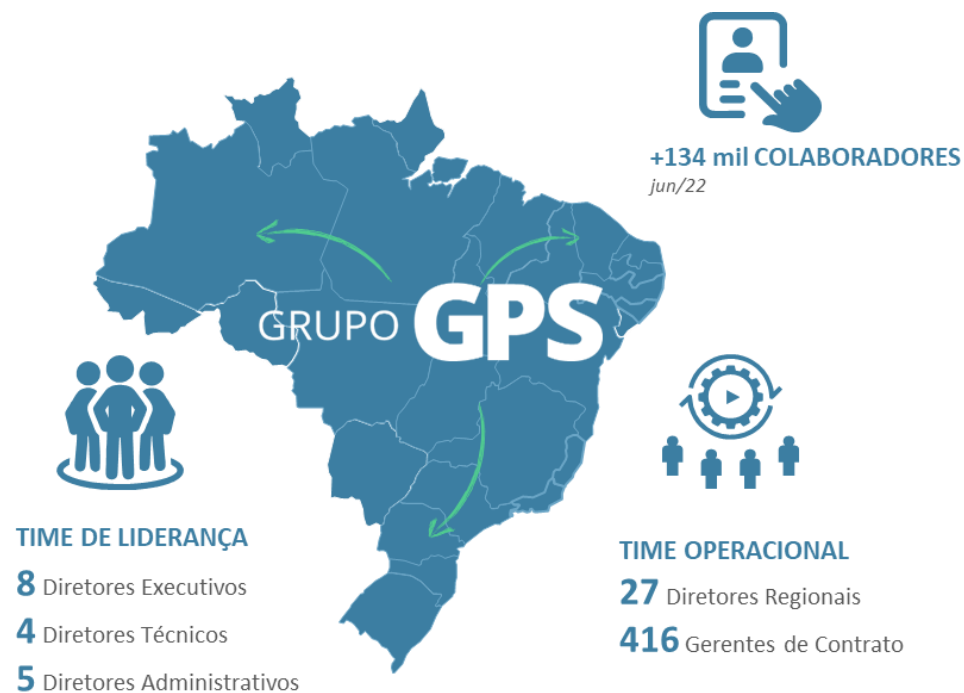 +134 mil COLABORADORES
jun/22
GRUPO GPS
TIME DE LIDERANÇA
8 Diretores Executivos
4 Diretores Técnicos
5 Diretores Administrativos
TIME OPERACIONAL
27 Diretores Regionais
416 Gerentes de Contrato